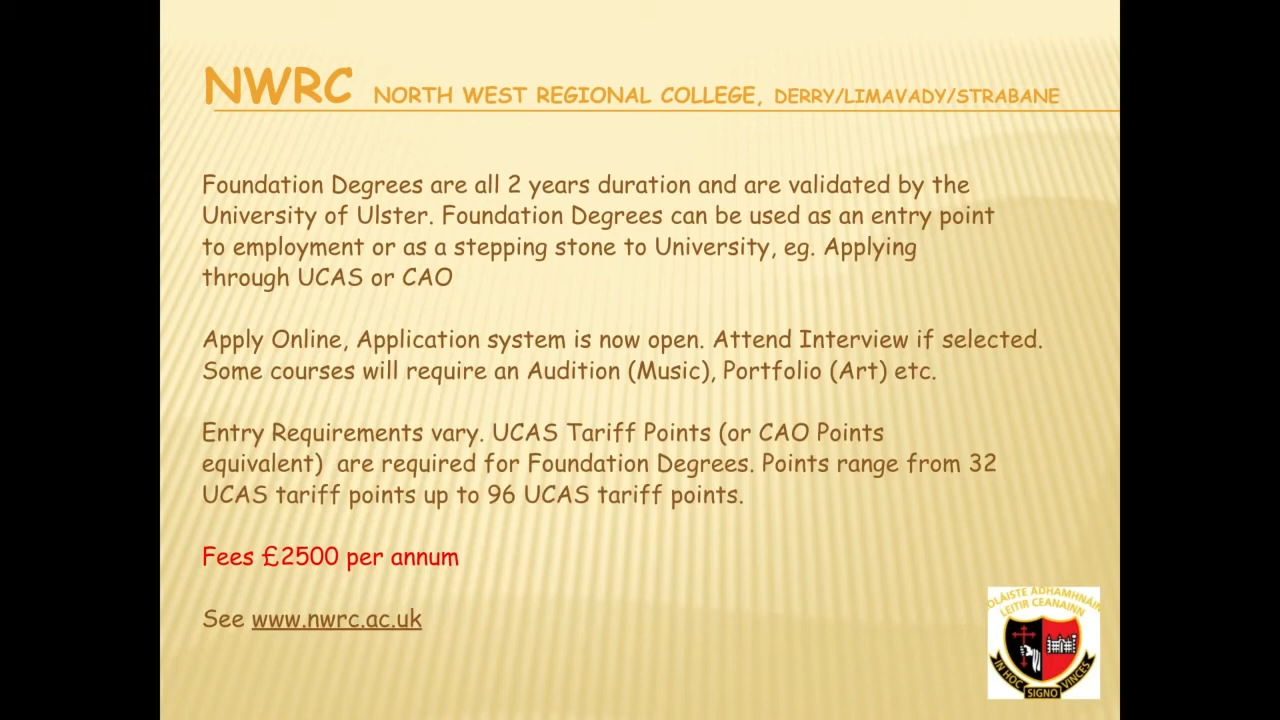 NWRC NORTH WEST REGIONAL COLLEGE, DERRY/LIMAVADY/STRABANE
Foundation Degrees are all 2 years duration and are validated by the
University of Ulster. Foundation Degrees can be used as an entry point
to employment or as a stepping stone to University, eg. Applying
through UCAS or CAO
Apply Online, Application system is now open. Attend Interview if selected.
Some courses will require an Audition (Music), Portfolio (Art) etc.
Entry Requirements vary. UCAS Tariff Points (or CAO Points
equivalent)  are required for Foundation Degrees. Points range from 32
UCAS tariff points up to 96 UCAS tariff points.
Fees £2500 per annum
See www.nwrc.ac.uk
OLÁISTE ADHAMHNÁIN
LEITIR CEANAINN
IN HOC SIGNO VINCES